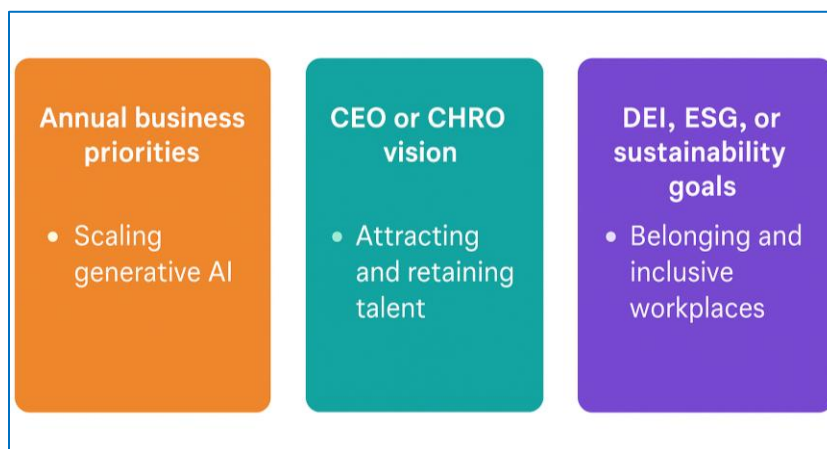 Annual business
priorities
• Scaling
generative AI
CEO or CHRO
vision
• Attracting
and retaining
talent
DEI, ESG, or
sustainability
goals
• Belonging and
inclusive
workplaces